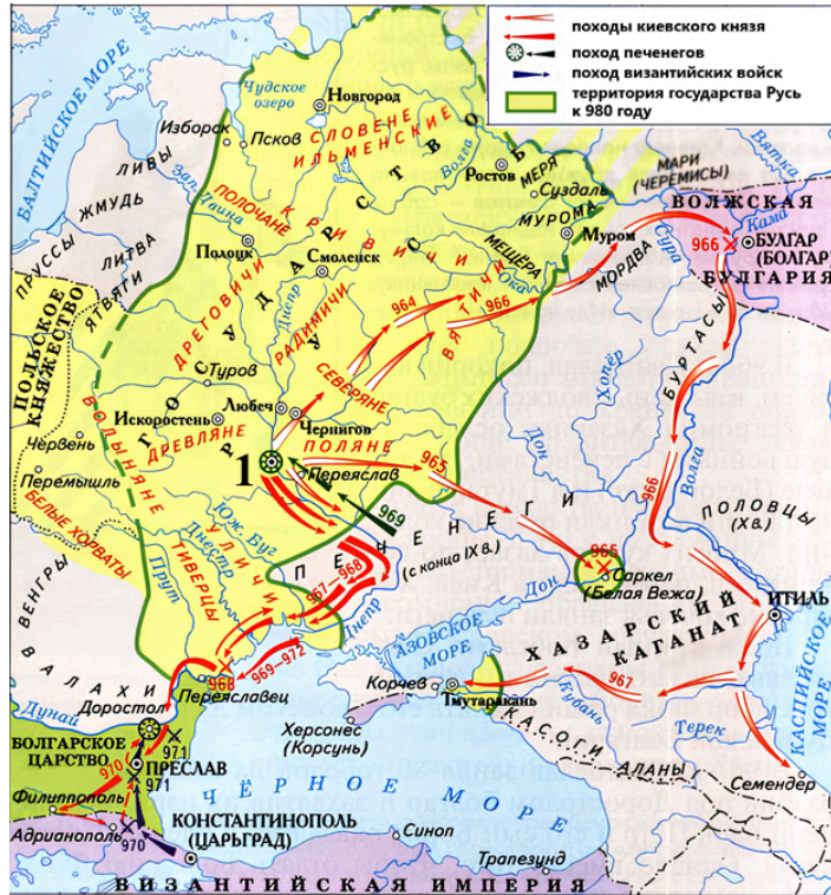 походы киевского князя
поход печенегов
поход византийских войск
территория государства Русь
к 980 году
БАЛТИЙСКОЕ МОРЕ
Чудское
озеро
Новгород
Изборск
Псков
СЛОВЕНЕ
ИЛЬМЕНСКИЕ
Волга
Ростов
МЕРЯ
Суздаль
МАРИ
(ЧЕРЕМИСЫ)
Вятка
ЛИВЫ
ЖМУДЬ
ЛИТВА
ПРУССЫ
ЯТВЯГИ
Зап. Двина
ПОЛОЧАНЕ
КРИВИЧИ
МУРОМА
Муром
ВОЛЖСКАЯ
Кама
966
БУЛГАР
(БОЛГАР)
БУЛГАРИЯ
Полоцк
Смоленск
МЕЩЁРА
Ока
МОРДВА
Сура
ГОСУДАРСТВО
РУСЬ
ДРЕГОВИЧИ
Днепр
РАДИМИЧИ
964
966
ВЯТИЧИ
БУРТАСЫ
ПОЛЬСКОЕ
КНЯЖЕСТВО
Туров
СЕВЕРЯНЕ
Хопёр
Искоростень
Любеч
Чернигов
Дон
ДРЕВЛЯНЕ
ПОЛЯНЕ
ВОЛЫНЯНЕ
Червень
1
Переяслав
965
966
Волга
Перемышль
969
ПОЛОВЦЫ
(X в.)
БЕЛЫЕ ХОРВАТЫ
Юж. Буг
ПЕЧЕНЕГИ
(с конца IX в.)
Днестр
УЛИЧИ
ТИВЕРЦЫ
Прут
967–968
965
Саркел
(Белая Вежа)
Дон
ВЕНГРЫ
Днепр
ИТИЛЬ
ХАЗАРСКИЙ
КАГАНАТ
АЗОВСКОЕ
МОРЕ
969–972
968
Переяславец
ВАЛАХИ
Корчев
Тмутаракань
967
Кубань
Дунай
Доростол
Херсонес
(Корсунь)
КАСОГИ
Терек
КАСПИЙСКОЕ
МОРЕ
БОЛГАРСКОЕ
ЦАРСТВО
971
970
ПРЕСЛАВ
971
АЛАНЫ
Семендер
Филиппополь
ЧЁРНОЕ МОРЕ
Адрианополь
970
КОНСТАНТИНОПОЛЬ
(ЦАРЬГРАД)
Синоп
Трапезунд
ВИЗАНТИЙСКАЯ ИМПЕРИЯ